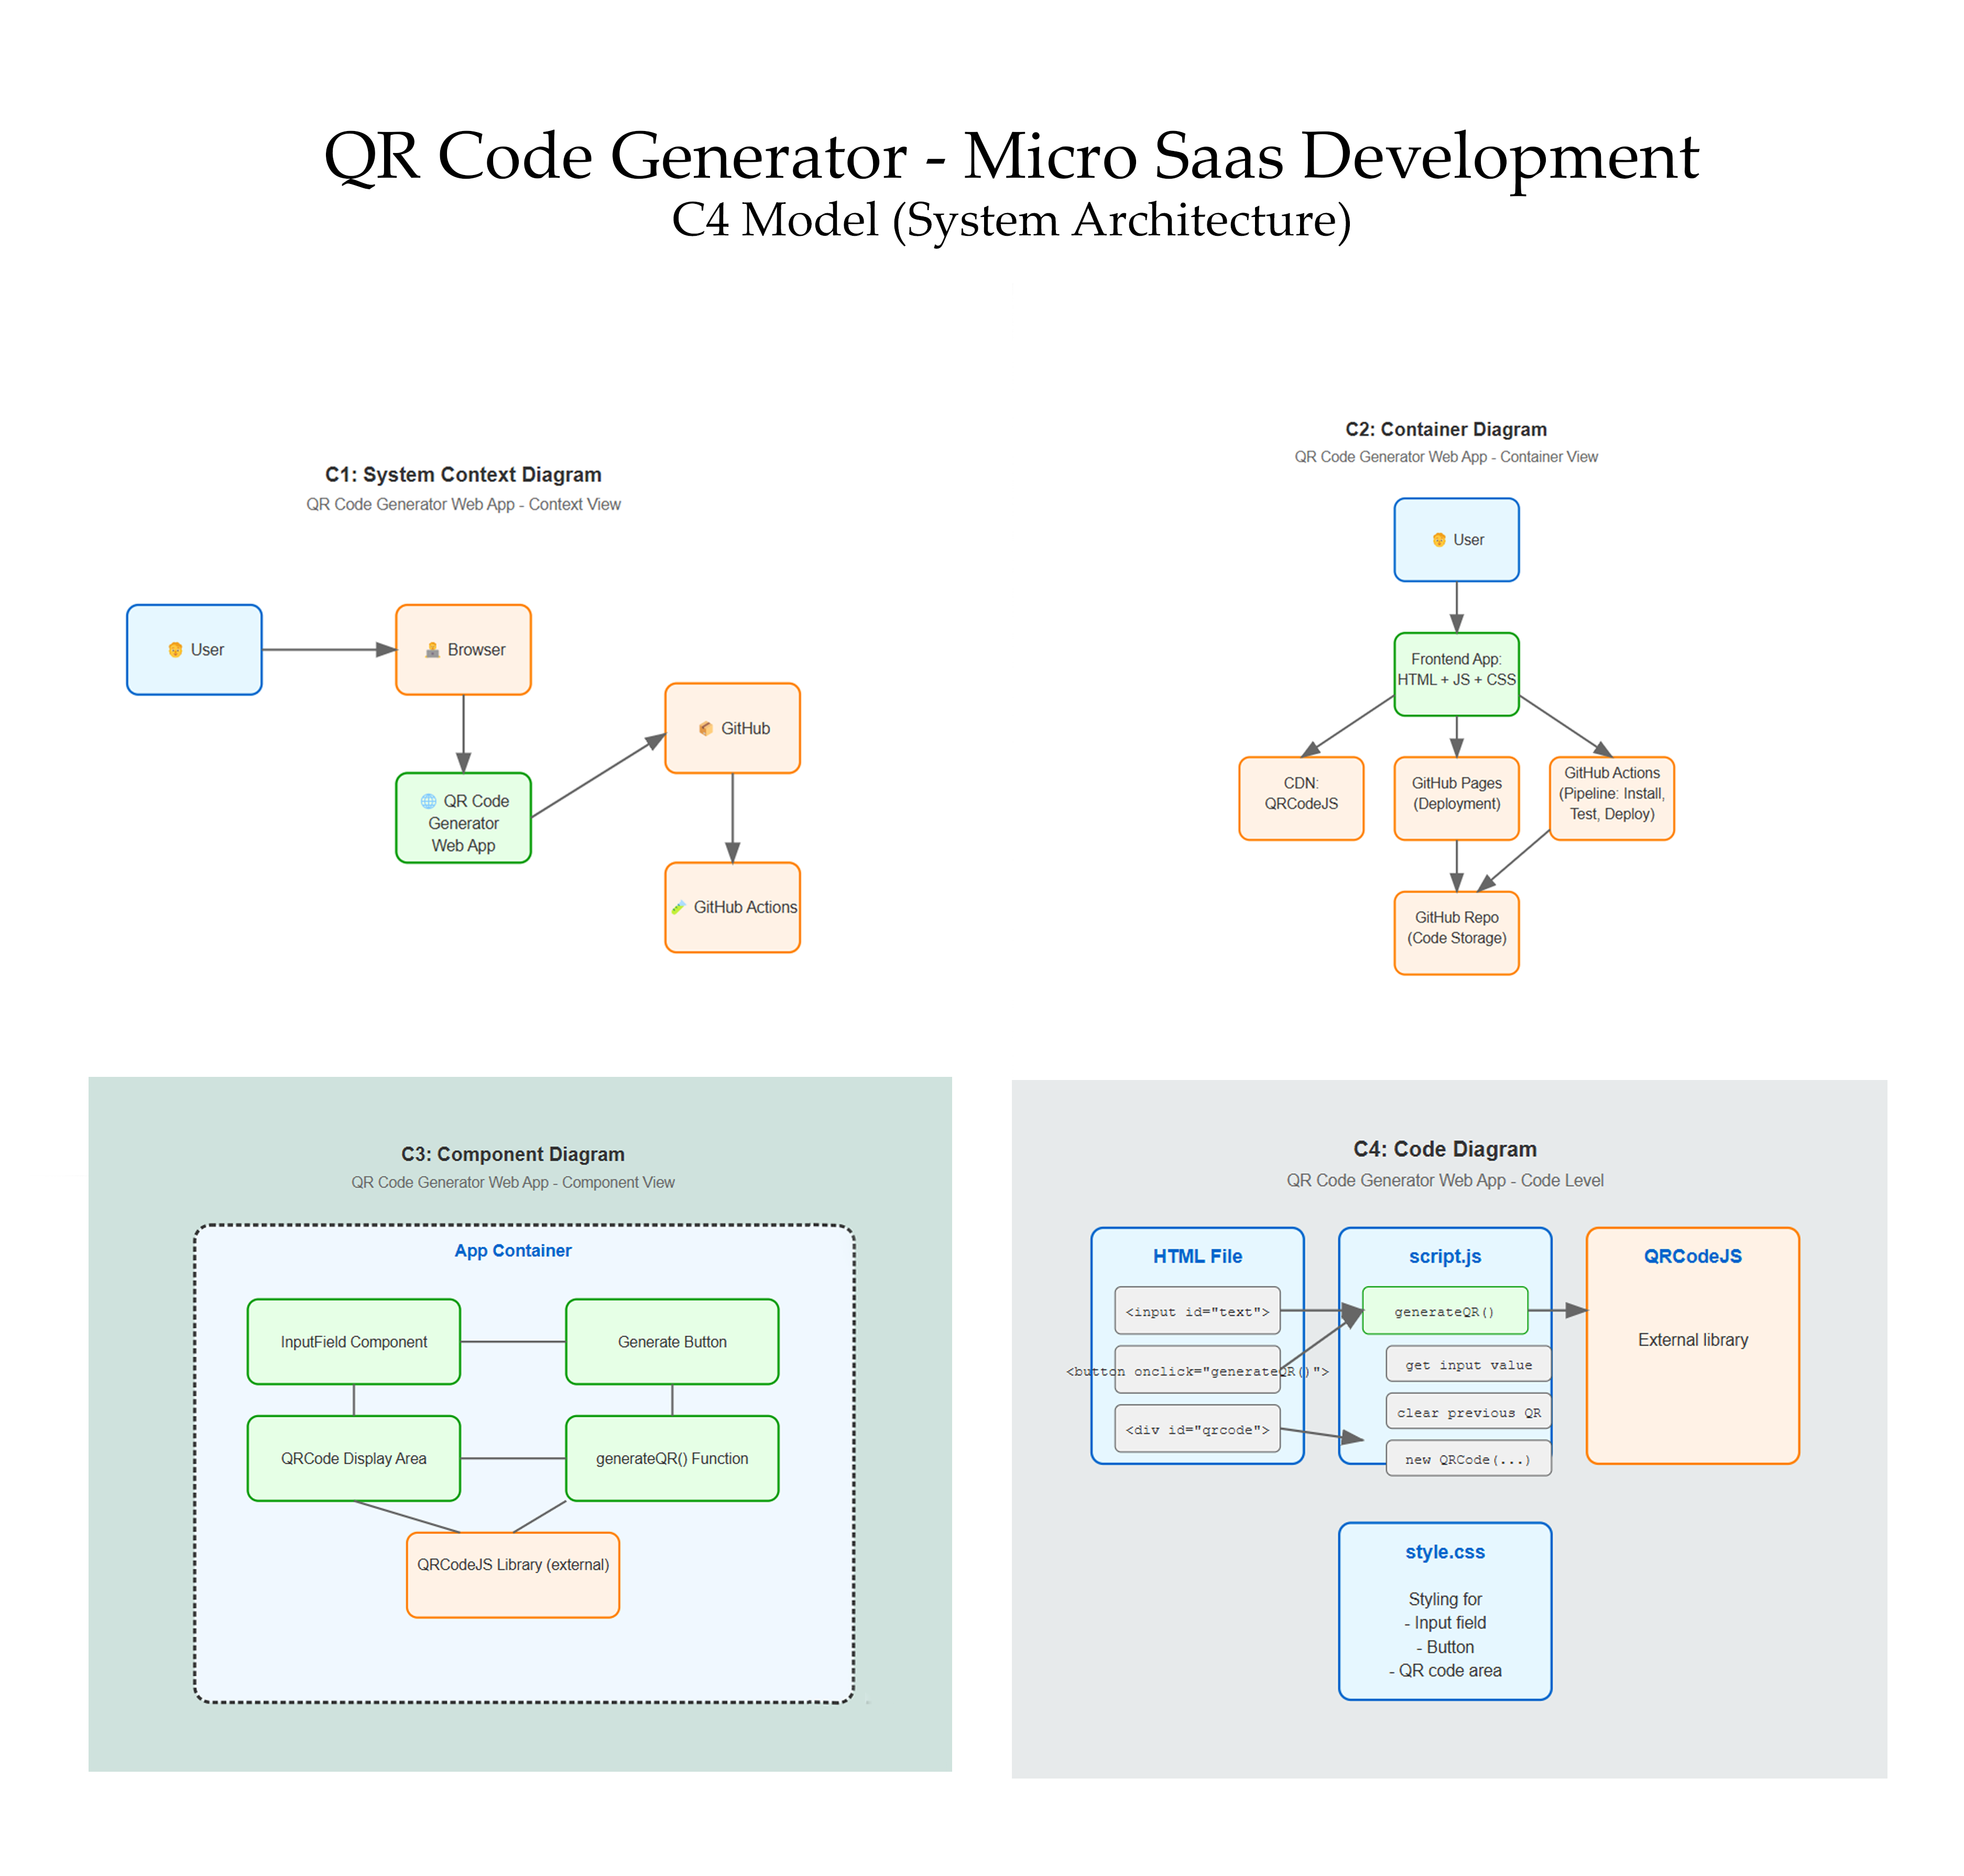 QR Code Generator - Micro Saas Development
C4 Model (System Architecture)
C1: System Context Diagram
QR Code Generator Web App - Context View
User
Browser
QR Code
Generator
Web App
GitHub
GitHub Actions
C2: Container Diagram
QR Code Generator Web App - Container View
User
Frontend App:
HTML + JS + CSS
CDN:
QRCodeJS
GitHub Pages
(Deployment)
GitHub Actions
(Pipeline: Install,
Test, Deploy)
GitHub Repo
(Code Storage)
C3: Component Diagram
QR Code Generator Web App - Component View
App Container
InputField Component
Generate Button
QRCode Display Area
generateQR() Function
QRCodeJS Library (external)
C4: Code Diagram
QR Code Generator Web App - Code Level
HTML File
<input id="text">
<button onclick="generateQR()">
<div id="qrcode">
script.js
generateQR()
get input value
clear previous QR
new QRCode(...)
QRCodeJS
External library
style.css
Styling for
- Input field
- Button
- QR code area